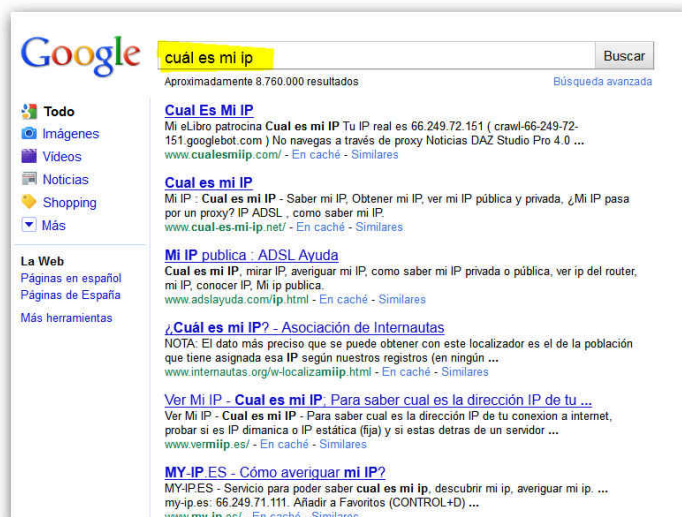 Google
cuál es mi ip
Buscar
Aproximadamente 8.760.000 resultados
Búsqueda avanzada
Todo
Imágenes
Vídeos
Noticias
Shopping
Más
La Web
Páginas en español
Páginas de España
Más herramientas
Cual Es Mi IP
Mi eLibro patrocina Cual es mi IP Tu IP real es 66.249.72.151 ( crawl-66-249-72-
151.googlebot.com ) No navegas a través de proxy Noticias DAZ Studio Pro 4.0 ...
www.cualesmiip.com/ - En caché - Similares
Cual es mi IP
Mi IP : Cual es mi IP - Saber mi IP, Obtener mi IP, ver mi IP pública y privada, ¿Mi IP pasa
por un proxy? IP ADSL , como saber mi IP.
www.cual-es-mi-ip.net/ - En caché - Similares
Mi IP publica : ADSL Ayuda
Cual es mi IP, mirar IP, averiguar mi IP, como saber mi IP privada o pública, ver ip del router,
mi IP, conocer IP, Mi ip publica.
www.adslayuda.com/ip.html - En caché - Similares
¿Cuál es mi IP? - Asociación de Internautas
NOTA: El dato más preciso que se puede obtener con este localizador es el de la población
que tiene asignada esa IP según nuestros registros (en ningún ...
www.internautas.org/w-localizamiip.html - En caché - Similares
Ver Mi IP - Cual es mi IP; Para saber cual es la dirección IP de tu ...
Ver Mi IP - Cual es mi IP - Para saber cual es la dirección IP de tu conexion a internet,
probar si es IP dimanica o IP estática (fija) y si estas detras de un servidor ...
www.vermiip.es/ - En caché - Similares
MY-IP.ES - Cómo averiguar mi IP?
MY-IP.ES - Servicio para poder saber cual es mi ip, descubrir mi ip, averiguar mi ip. ...
my-ip.es: 66.249.71.111. Añadir a Favoritos (CONTROL+D) ...
www.my-ip.es/ - En caché - Similares